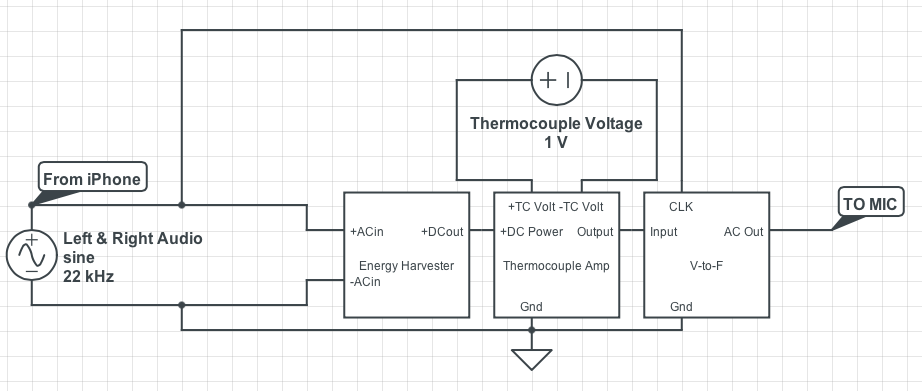 Thermocouple Voltage
1 V
From iPhone
Left & Right Audio
sine
22 kHz
+ACin
+DCout
Energy Harvester
-ACin
+TC Volt -TC Volt
+DC Power
Output
Thermocouple Amp
Gnd
CLK
Input
AC Out
V-to-F
Gnd
TO MIC